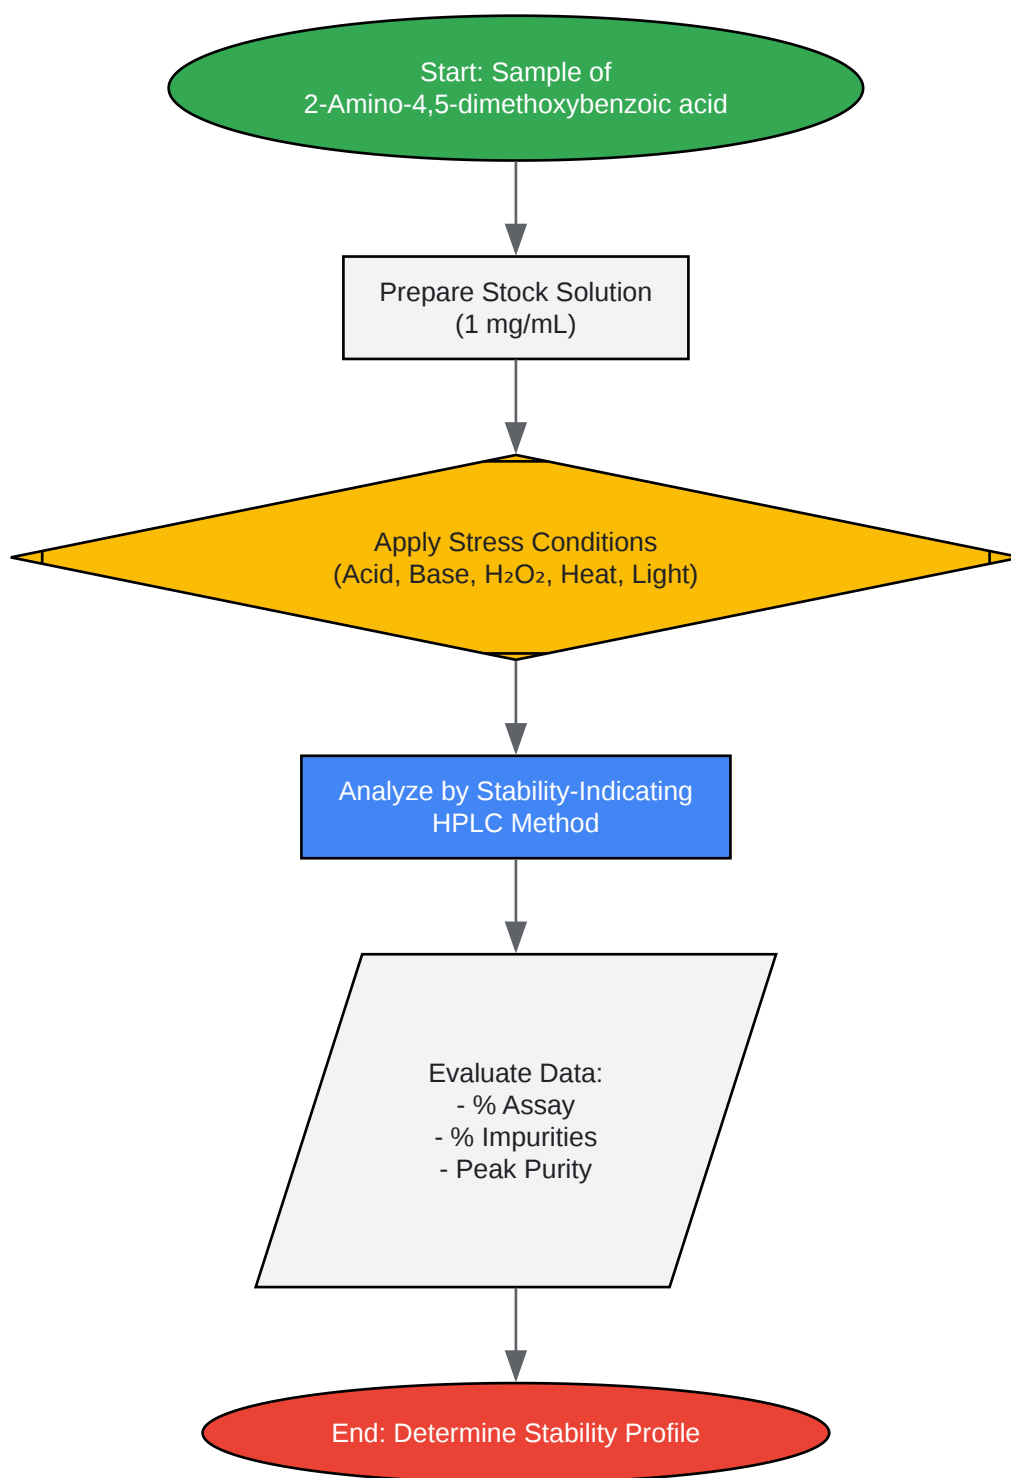 Start: Sample of
2-Amino-4,5-dimethoxybenzoic acid
Prepare Stock Solution
(1 mg/mL)
Apply Stress Conditions
(Acid, Base, H₂O₂, Heat, Light)
Analyze by Stability-Indicating
HPLC Method
Evaluate Data:
- % Assay
- % Impurities
- Peak Purity
End: Determine Stability Profile